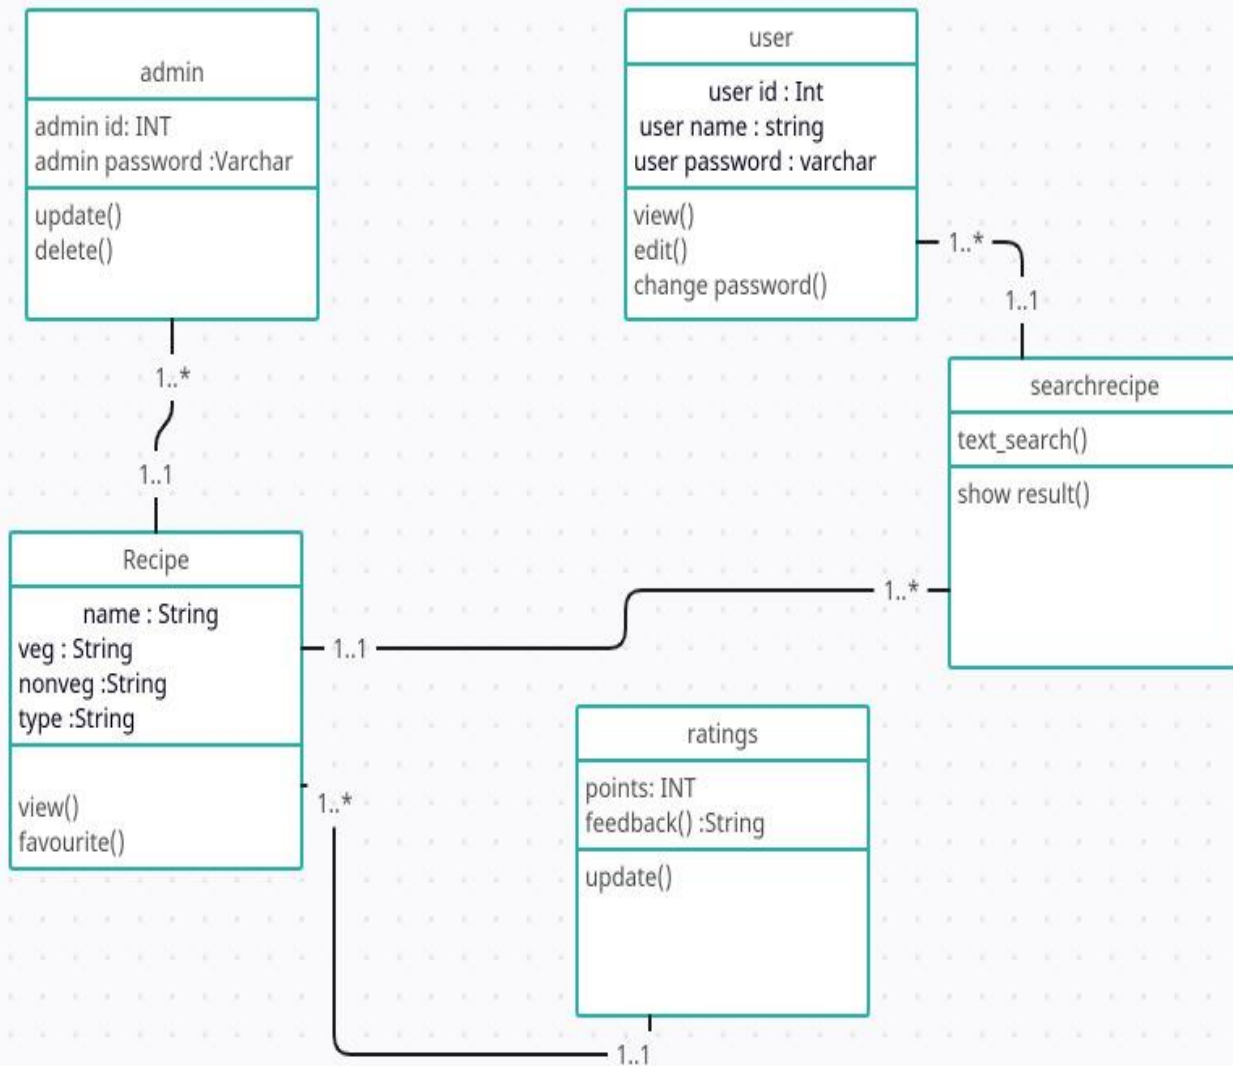 admin
admin id: INT
admin password :Varchar
update()
delete()
user
user id : Int
user name : string
user password : varchar
view()
edit()
change password()
1..*
1..1
1..*
1..1
searchrecipe
text_search()
show result()
Recipe
name : String
veg : String
nonveg :String
type :String
view()
favourite()
1..1
1..*
1..*
1..1
ratings
points: INT
feedback() :String
update()